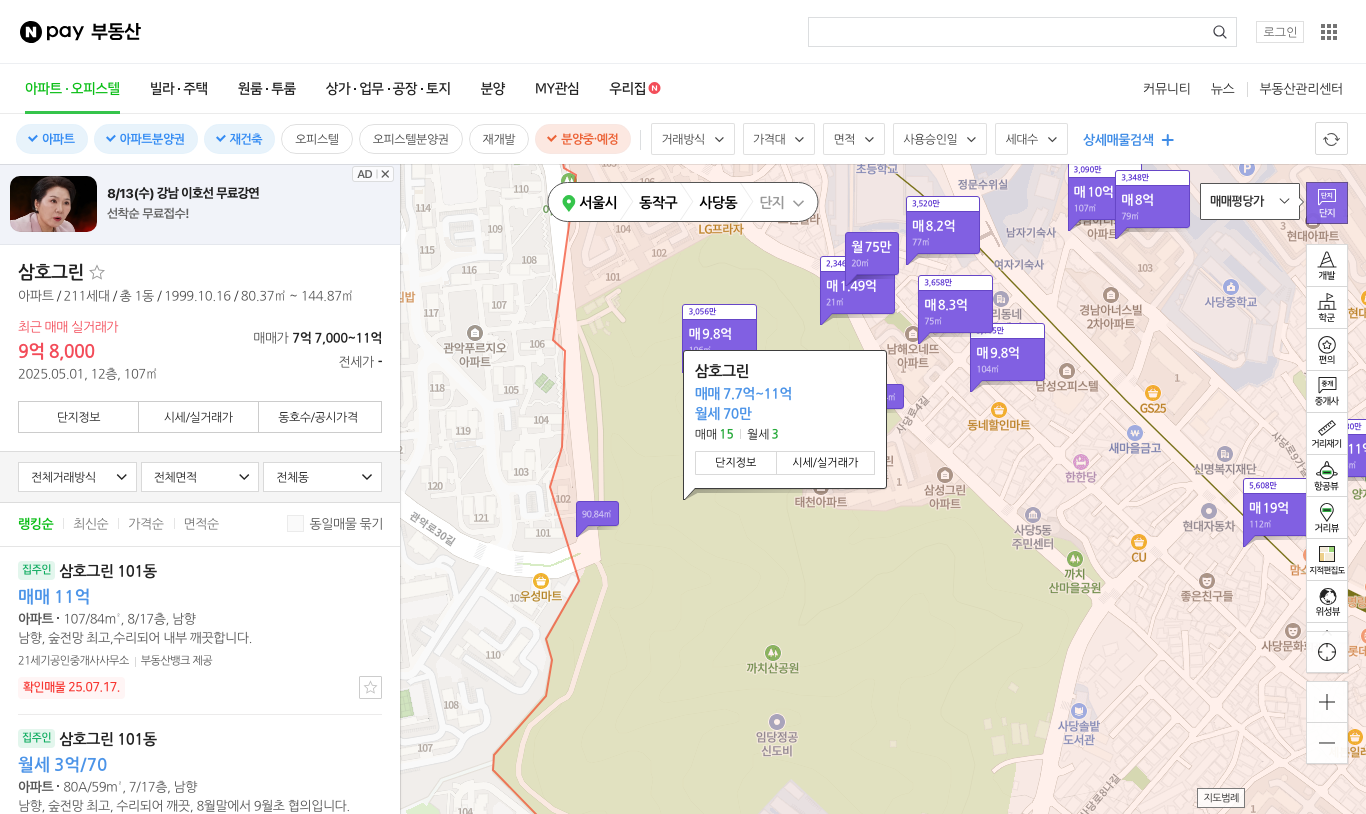 N pay 부동산
로그인
아파트·오피스텔
빌라·주택
원룸·투룸
상가·업무·공장·토지
분양
MY관심
우리집 N
커뮤니티
뉴스
부동산관리센터
아파트
아파트분양권
재건축
오피스텔
오피스텔분양권
재개발
분양중·예정
거래방식
가격대
면적
사용승인일
세대수
상세매물검색
8/13(수) 강남 이호선 무료강연
선착순 무료접수!
AD
삼호그린
아파트 / 211세대 / 총 1동 / 1999.10.16 / 80.37㎡ ~ 144.87㎡
최근 매매 실거래가
9억 8,000
2025.05.01, 12층, 107㎡
매매가 7억 7,000~11억
전세가 -
단지정보
시세/실거래가
동호수/공시가격
전체거래방식
전체면적
전체동
랭킹순
최신순
가격순
면적순
동일매물 묶기
집주인 삼호그린 101동
매매 11억
아파트 · 107/84m², 8/17층, 남향
남향, 숲전망 최고,수리되어 내부 깨끗합니다.
21세기공인중개사사무소 | 부동산뱅크 제공
확인매물 25.07.17.
집주인 삼호그린 101동
월세 3억/70
아파트 · 80A/59m², 7/17층, 남향
남향, 숲전망 최고, 수리되어 깨끗, 8월말에서 9월초 협의입니다.
서울시
동작구
사당동
단지
매매평당가
단지
초등학교
정문수위실
남자기숙사
여자기숙사
LG프라자
현대아파트
사당중학교
경남아너스빌
2차아파트
남해오네뜨
아파트
남성오피스텔
GS25
동네할인마트
새마을금고
한한당
신명복지재단
삼성그린
아파트
태천아파트
사당5동
주민센터
현대자동차
CU
까치
산마을공원
좋은친구들
까치산공원
임당정공
신도비
사당솔밭
도서관
우성마트
관악푸르지오
아파트
관악로30길
사당로4길
사당로8나길
3,090만
매 10억
107㎡
3,348만
매 8억
79㎡
3,520만
매 8.2억
77㎡
월 75만
20㎡
매 1.49억
21㎡
3,658만
매 8.3억
75㎡
매 9.8억
104㎡
3,056만
매 9.8억
90.84㎡
5,608만
매 19억
112㎡
삼호그린
매매 7.7억~11억
월세 70만
매매 15 | 월세 3
단지정보
시세/실거래가
개발
학군
편의
중개
중개사
거리재기
항공뷰
거리뷰
지적편집도
위성뷰
지도범례
110
106
107
106
115
116
108
114
117
105
118
120
119
104
123
103
122
102
101
109
110
108
107
104
103